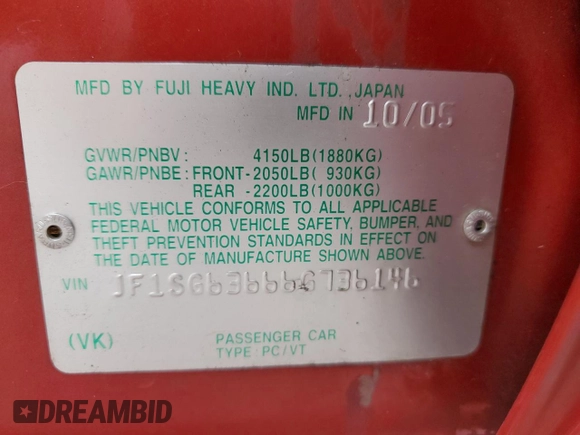 MFD BY FUJI HEAVY IND. LTD. JAPAN
MFD IN 10/05
GVWR/PNBV: 4150LB(1880KG)
GAWR/PNBE: FRONT-2050LB( 930KG)
REAR -2200LB(1000KG)
THIS VEHICLE CONFORMS TO ALL APPLICABLE
FEDERAL MOTOR VEHICLE SAFETY, BUMPER, AND
THEFT PREVENTION STANDARDS IN EFFECT ON
THE DATE OF MANUFACTURE SHOWN ABOVE.
VIN JF1SG63666G736146
(VK) PASSENGER CAR
TYPE PC/VT
DREAMBID